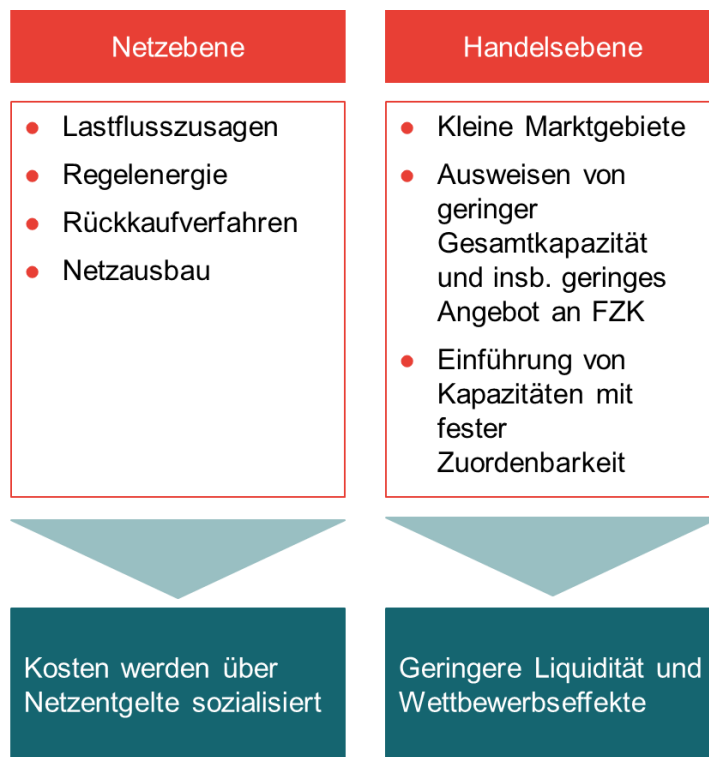 Netzebene
Lastflusszusagen
Regelenergie
Rückkaufverfahren
Netzausbau
Kosten werden über
Netzentgelte sozialisiert
Handelsebene
Kleine Marktgebiete
Ausweisen von
geringer
Gesamtkapazität
und insb. geringes
Angebot an FZK
Einführung von
Kapazitäten mit
fester
Zuordenbarkeit
Geringere Liquidität und
Wettbewerbseffekte